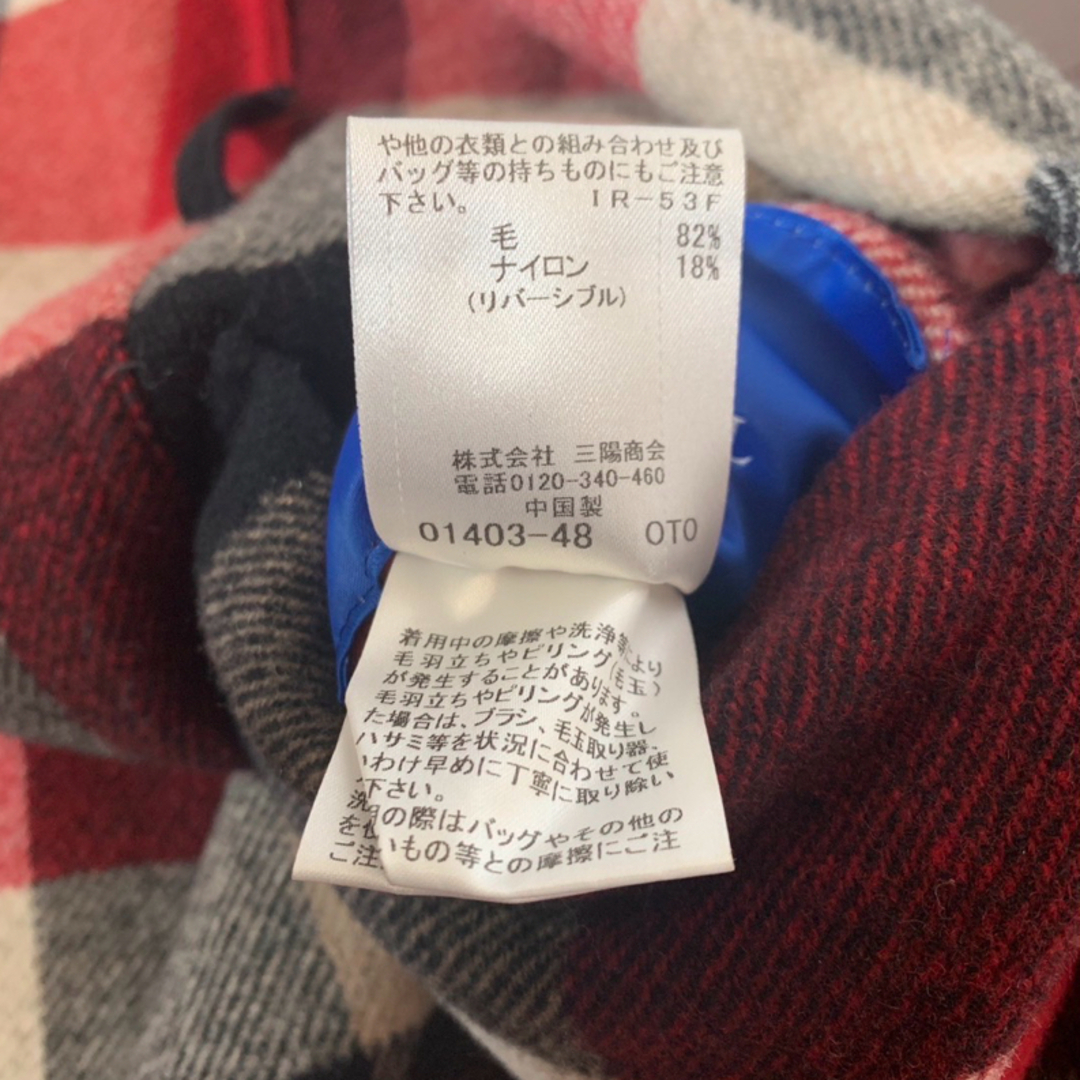 や他の衣類との組み合わせ及び
バッグ等の持ちものにもご注意
下さい。 IR-53F
毛 82%
ナイロン 18%
(リバーシブル)
株式会社 三陽商会
電話0120-340-460
中国製
01403-48 OTO
着用中の摩擦や洗浄等により
毛羽立ちやピリング(毛玉)
が発生することがあります。
毛羽立ちやピリングが発生し
た場合は、ブラシ、毛玉取り器、
ハサミ等を状況に合わせて使
いわけ早めに丁寧に取り除い
下さい。
用の際はバッグやその他の
いもの等との摩擦にご注
洗
を使
ご注